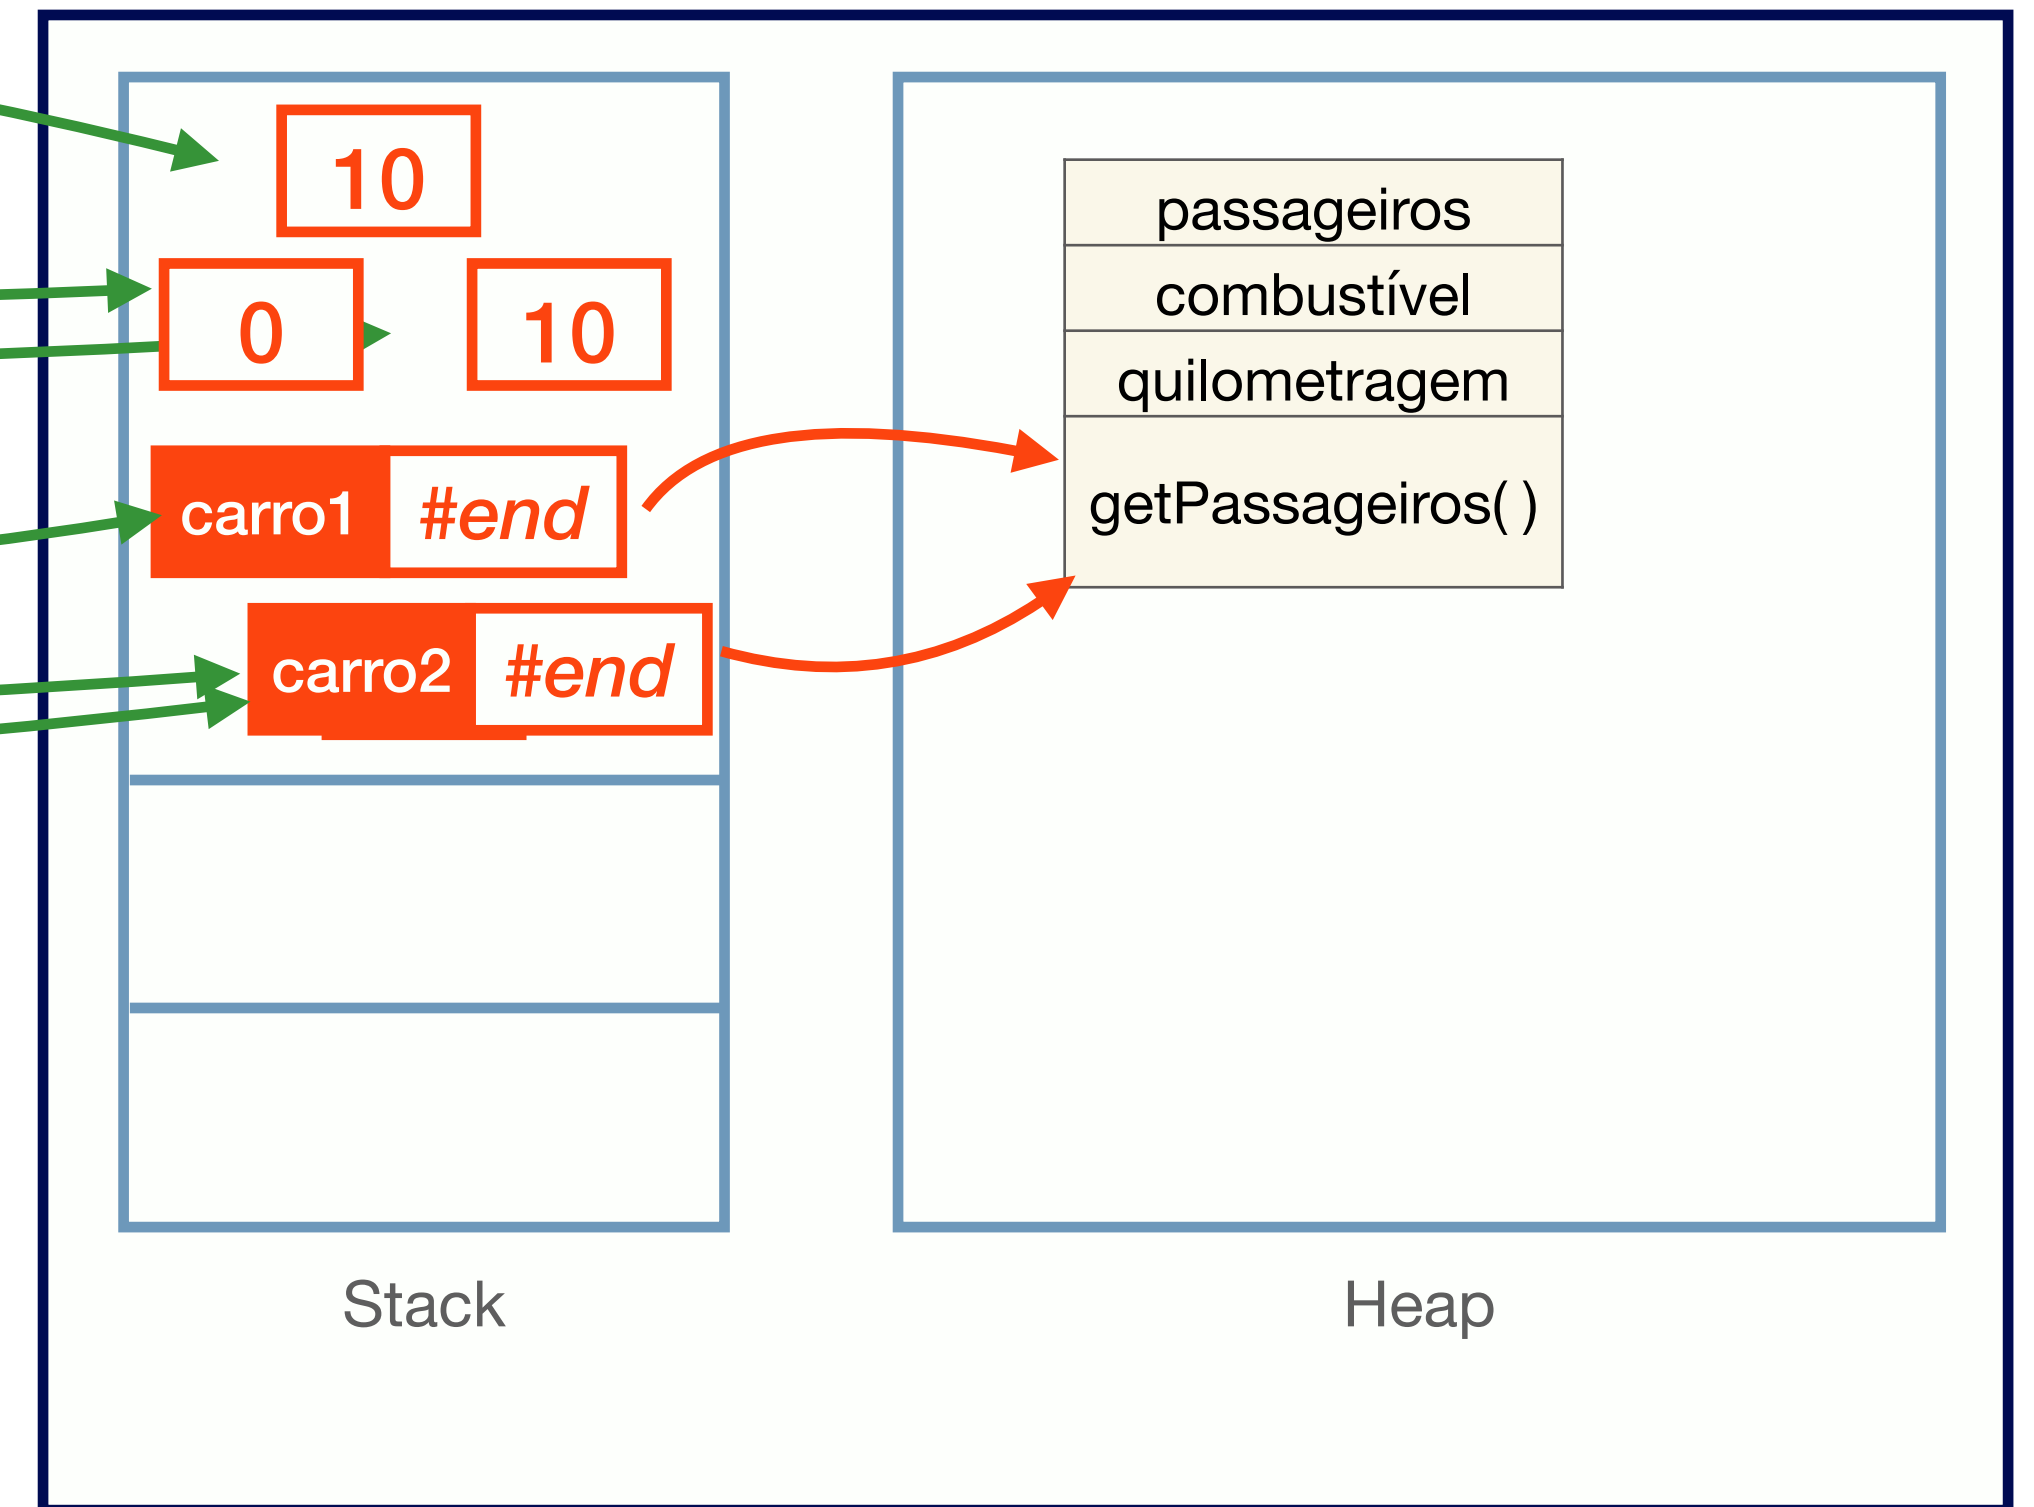 10
0
10
carro1 #end
carro2 #end
passageiros
combustível
quilometragem
getPassageiros( )
Stack
Heap